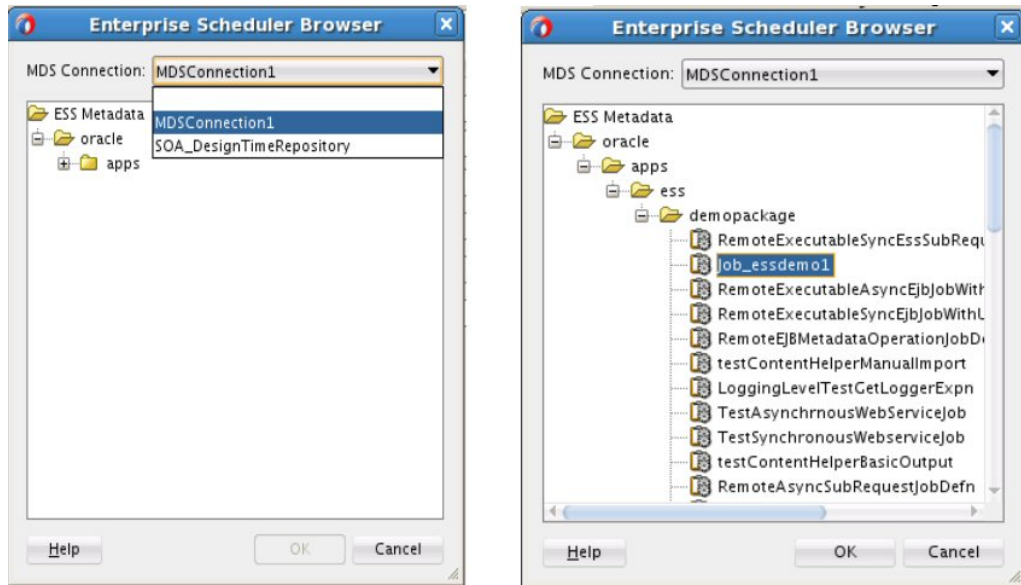 Enterprise Scheduler Browser
MDS Connection: MDSConnection1
MDSConnection1
SOA_DesignTimeRepository
ESS Metadata
oracle
apps
Help
OK
Cancel
Enterprise Scheduler Browser
MDS Connection: MDSConnection1
ESS Metadata
oracle
apps
ess
demopackage
RemoteExecutableSyncEssSubRequ
Job_essdemo1
RemoteExecutableAsyncEjbJobWith
RemoteExecutableSyncEjbJobWithU
RemoteEJBMetadataOperationJobD
testContentHelperManualImport
LoggingLevelTestGetLoggerExpn
TestAsynchrnousWebServiceJob
TestSynchronousWebserviceJob
testContentHelperBasicOutput
RemoteAsyncSubRequestJobDefn
Help
OK
Cancel